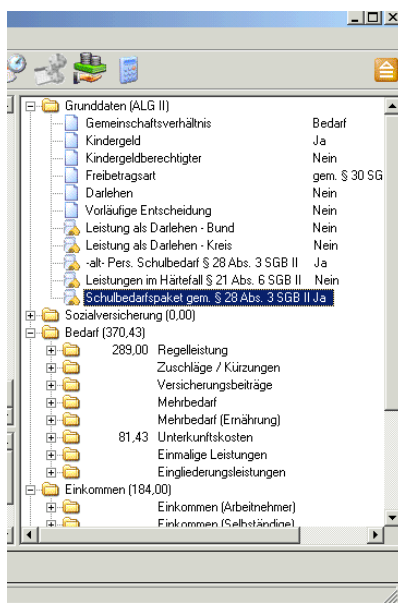 Grunddaten (ALG II)
Gemeinschaftsverhältnis Bedarf
Kindergeld Ja
Kindergeldberechtigter Nein
Freibetragsart gem. § 30 SG
Darlehen Nein
Vorläufige Entscheidung Nein
Leistung als Darlehen - Bund Nein
Leistung als Darlehen - Kreis Nein
-alt- Pers. Schulbedarf § 28 Abs. 3 SGB II Ja
Leistungen im Härtefall § 21 Abs. 6 SGB II Nein
Schulbedarfspaket gem. § 28 Abs. 3 SGB II Ja
Sozialversicherung (0,00)
Bedarf (370,43)
289,00 Regelleistung
Zuschläge / Kürzungen
Versicherungsbeiträge
Mehrbedarf
Mehrbedarf (Ernährung)
81,43 Unterkunftskosten
Einmalige Leistungen
Eingliederungsleistungen
Einkommen (184,00)
Einkommen (Arbeitnehmer)
Einkommen (Selbständige)